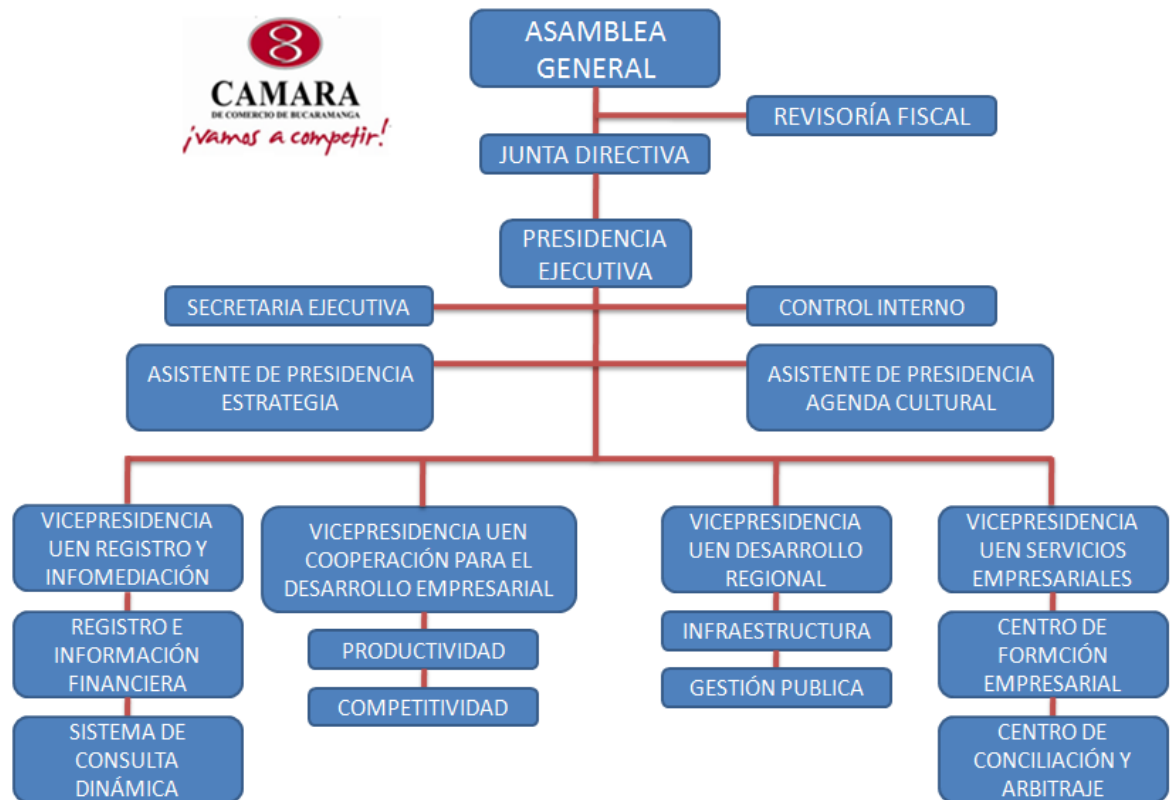 CAMARA
DE COMERCIO DE BUCARAMANGA
¡vamos a competir!
ASAMBLEA
GENERAL
REVISORÍA FISCAL
JUNTA DIRECTIVA
PRESIDENCIA
EJECUTIVA
SECRETARIA EJECUTIVA
CONTROL INTERNO
ASISTENTE DE PRESIDENCIA
ESTRATEGIA
ASISTENTE DE PRESIDENCIA
AGENDA CULTURAL
VICEPRESIDENCIA
UEN REGISTRO Y
INFOMEDIACIÓN
REGISTRO E
INFORMACIÓN
FINANCIERA
SISTEMA DE
CONSULTA
DINÁMICA
VICEPRESIDENCIA UEN
COOPERACIÓN PARA EL
DESARROLLO EMPRESARIAL
PRODUCTIVIDAD
COMPETITIVIDAD
VICEPRESIDENCIA
UEN DESARROLLO
REGIONAL
INFRAESTRUCTURA
GESTIÓN PUBLICA
VICEPRESIDENCIA
UEN SERVICIOS
EMPRESARIALES
CENTRO DE
FORMCIÓN
EMPRESARIAL
CENTRO DE
CONCILIACIÓN Y
ARBITRAJE